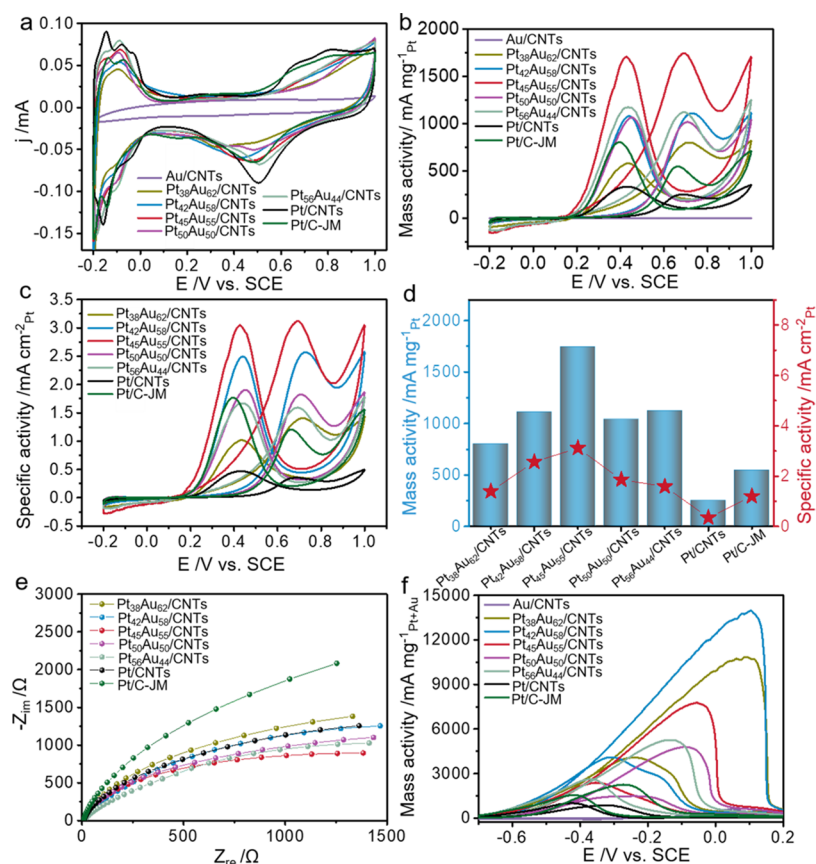 a
0.10
0.05
0.00
-0.05
-0.10
-0.15
j /mA
-0.2 0.0 0.2 0.4 0.6 0.8 1.0
E /V vs. SCE
Au/CNTs
Pt38Au62/CNTs
Pt42Au58/CNTs
Pt45Au55/CNTs
Pt50Au50/CNTs
Pt56Au44/CNTs
Pt/CNTs
Pt/C-JM
b
2000
1750
1500
1250
1000
750
500
250
0
-250
Mass activity/ mA mg-1Pt
-0.2 0.0 0.2 0.4 0.6 0.8 1.0
E /V vs. SCE
Au/CNTs
Pt38Au62/CNTs
Pt42Au58/CNTs
Pt45Au55/CNTs
Pt50Au50/CNTs
Pt56Au44/CNTs
Pt/CNTs
Pt/C-JM
c
3.5
3.0
2.5
2.0
1.5
1.0
0.5
0.0
-0.5
Specific activity /mA cm-2Pt
-0.2 0.0 0.2 0.4 0.6 0.8 1.0
E /V vs. SCE
Pt38Au62/CNTs
Pt42Au58/CNTs
Pt45Au55/CNTs
Pt50Au50/CNTs
Pt56Au44/CNTs
Pt/CNTs
Pt/C-JM
d
2000
1750
1500
1250
1000
750
500
250
0
Mass activity/ mA mg-1Pt
8
6
4
2
0
Specific activity /mA cm-2Pt
Pt38Au62/CNTs
Pt42Au58/CNTs
Pt45Au55/CNTs
Pt50Au50/CNTs
Pt56Au44/CNTs
Pt/CNTs
Pt/C-JM
e
3000
2500
2000
1500
1000
500
0
-Zim/Ω
0 500 1000 1500
Zre /Ω
Pt38Au62/CNTs
Pt42Au58/CNTs
Pt45Au55/CNTs
Pt50Au50/CNTs
Pt56Au44/CNTs
Pt/CNTs
Pt/C-JM
f
15000
12000
9000
6000
3000
0
Mass activity /mA mg-1Pt+Au
-0.6 -0.4 -0.2 0.0 0.2
E /V vs. SCE
Au/CNTs
Pt38Au62/CNTs
Pt42Au58/CNTs
Pt45Au55/CNTs
Pt50Au50/CNTs
Pt56Au44/CNTs
Pt/CNTs
Pt/C-JM